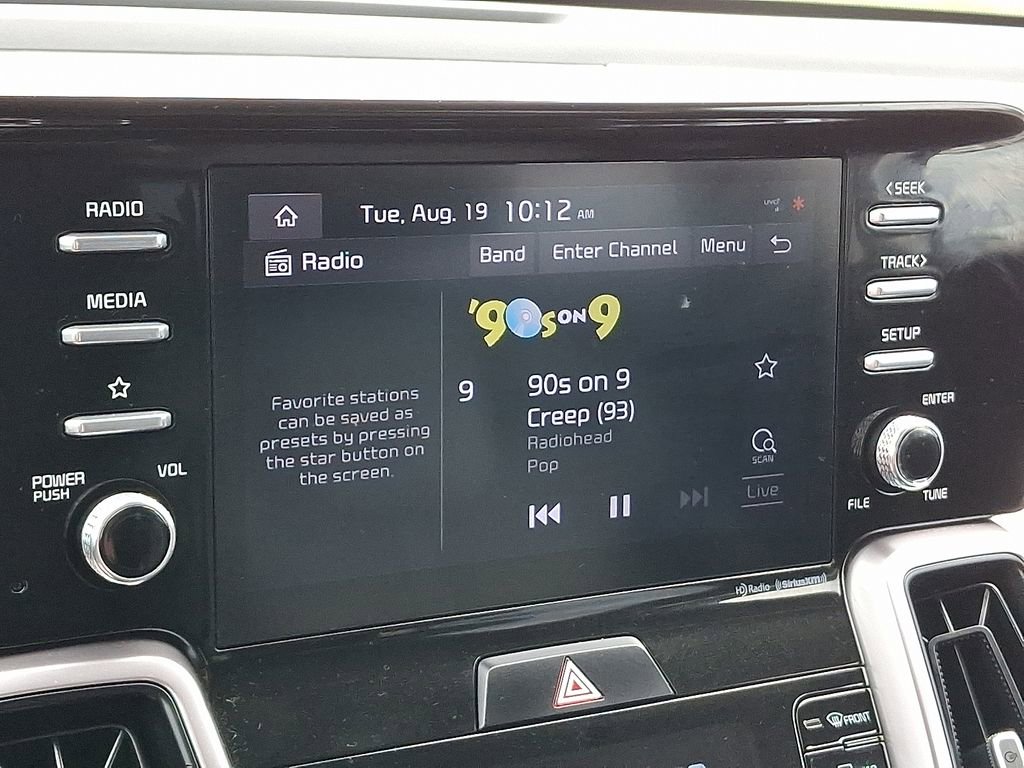 RADIO
MEDIA
POWER
PUSH
VOL
Tue, Aug. 19 10:12 AM
Radio
Band
Enter Channel
Menu
Favorite stations
can be saved as
presets by pressing
the star button on
the screen.
'90s ON 9
9
90s on 9
Creep (93)
Radiohead
Pop
SCAN
Live
HD Radio
((SiriusXM))
<SEEK
TRACK>
SETUP
ENTER
FILE
TUNE
FRONT